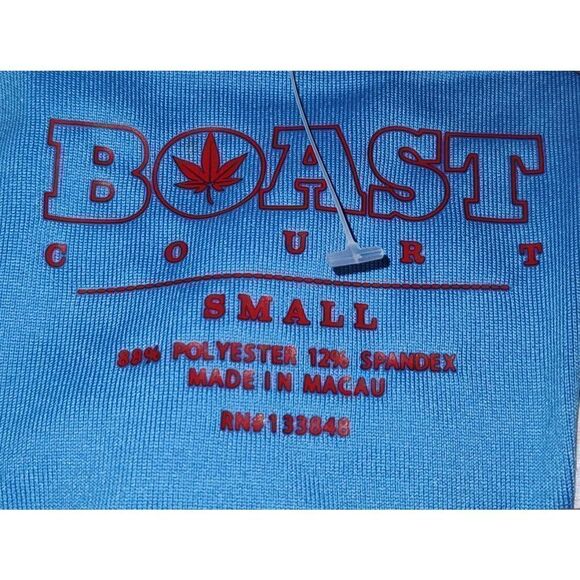 BOAST
COURT
SMALL
88% POLYESTER 12% SPANDEX
MADE IN MACAU
RN#133848